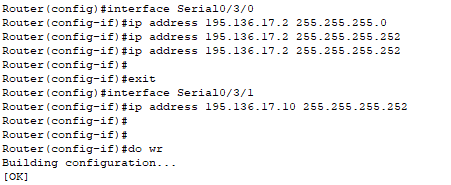 Router(config)#interface Serial0/3/0
Router(config-if)#ip address 195.136.17.2 255.255.255.0
Router(config-if)#ip address 195.136.17.2 255.255.255.252
Router(config-if)#ip address 195.136.17.2 255.255.255.252
Router(config-if)#
Router(config-if)#exit
Router(config)#interface Serial0/3/1
Router(config-if)#ip address 195.136.17.10 255.255.255.252
Router(config-if)#
Router(config-if)#
Router(config-if)#do wr
Building configuration...
[OK]